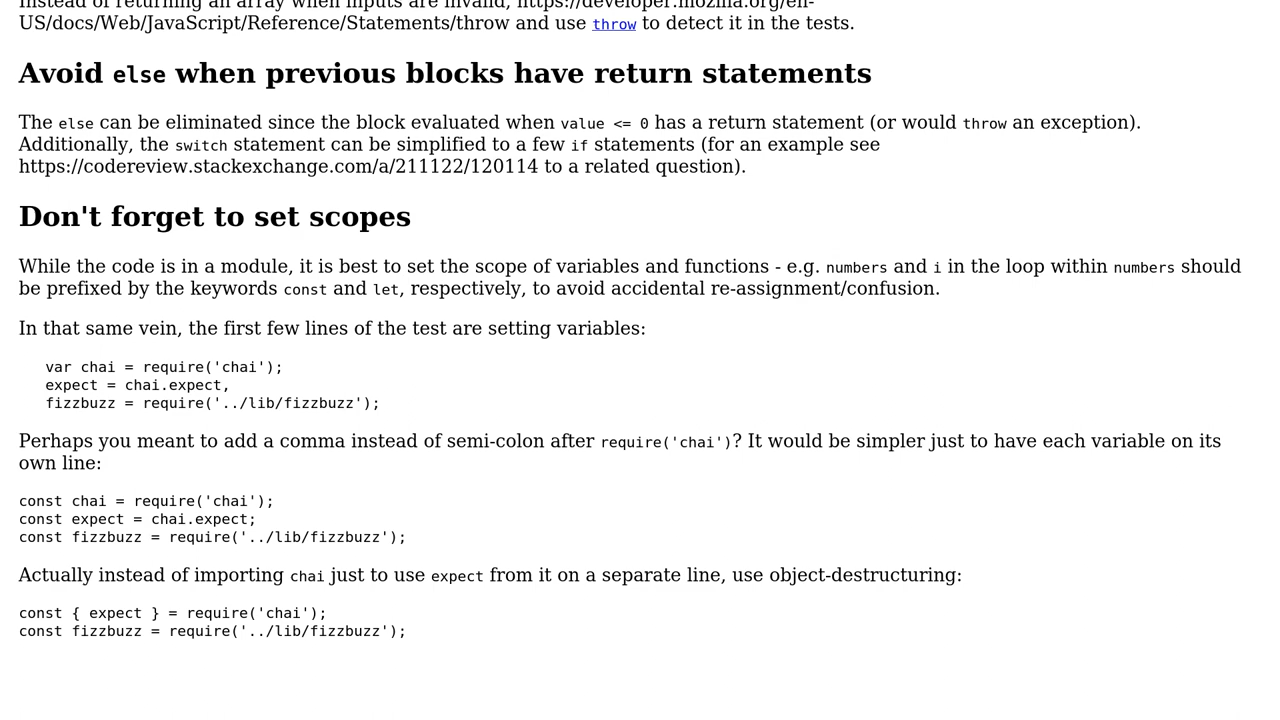 instead of returning an array when inputs are invalid, https://developer.mozilla.org/en-
US/docs/Web/JavaScript/Reference/Statements/throw and use throw to detect it in the tests.
Avoid else when previous blocks have return statements
The else can be eliminated since the block evaluated when value <= 0 has a return statement (or would throw an exception).
Additionally, the switch statement can be simplified to a few if statements (for an example see
https://codereview.stackexchange.com/a/211122/120114 to a related question).
Don't forget to set scopes
While the code is in a module, it is best to set the scope of variables and functions - e.g. numbers and i in the loop within numbers should
be prefixed by the keywords const and let, respectively, to avoid accidental re-assignment/confusion.
In that same vein, the first few lines of the test are setting variables:
var chai = require('chai');
expect = chai.expect,
fizzbuzz = require('../lib/fizzbuzz');
Perhaps you meant to add a comma instead of semi-colon after require('chai')? It would be simpler just to have each variable on its
own line:
const chai = require('chai');
const expect = chai.expect;
const fizzbuzz = require('../lib/fizzbuzz');
Actually instead of importing chai just to use expect from it on a separate line, use object-destructuring:
const { expect } = require('chai');
const fizzbuzz = require('../lib/fizzbuzz');